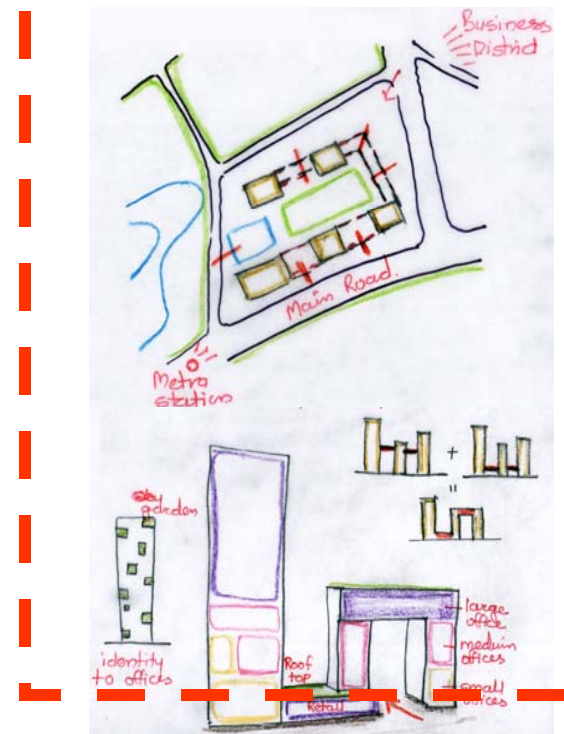 Business
District
Main Road.
Metro
station
+
=
Sky
garden
identity
to offices
Roof
top
Retail
large
office
medium
offices
small
offices